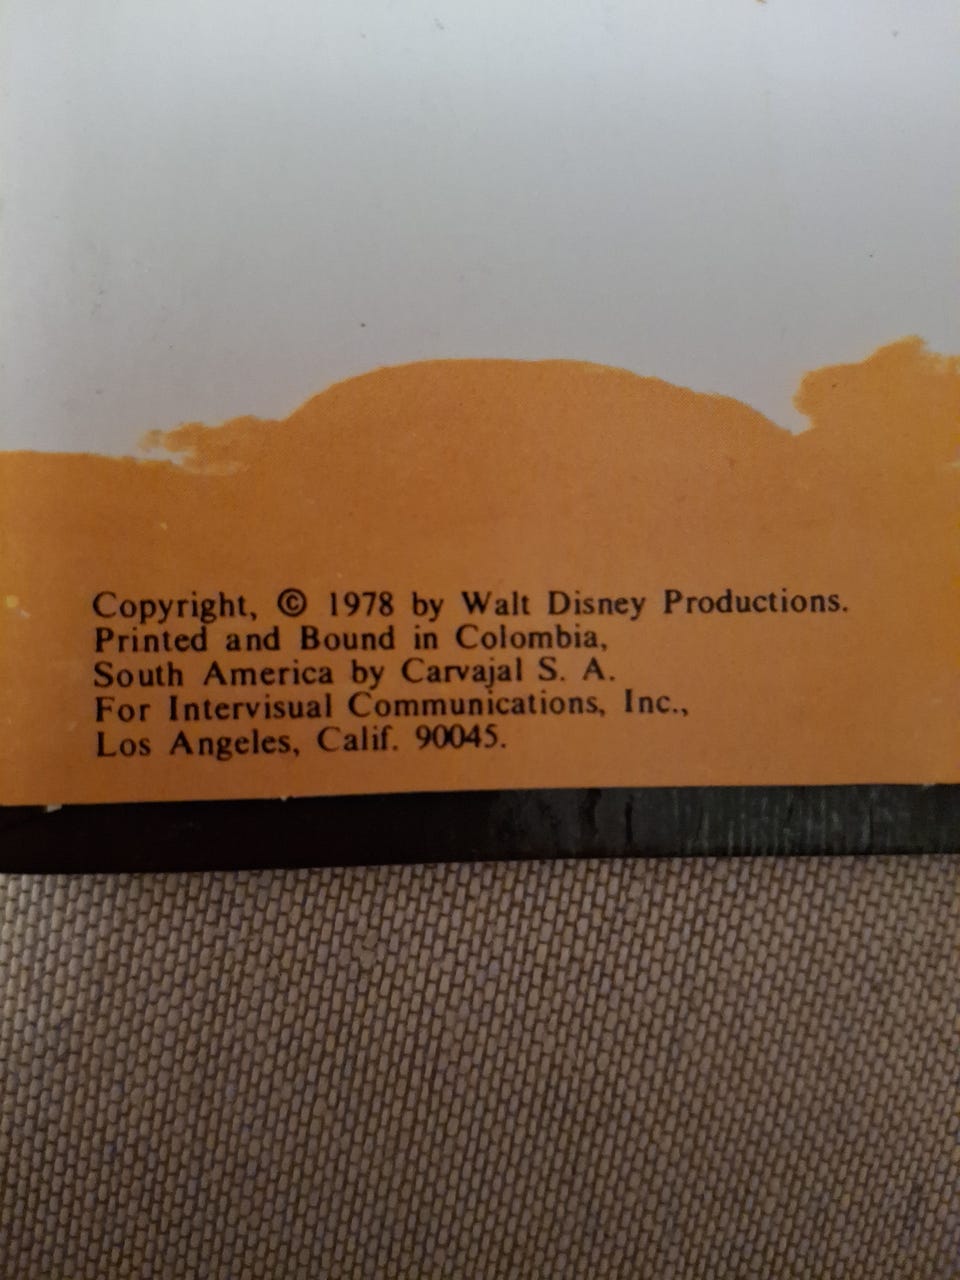 Copyright, © 1978 by Walt Disney Productions.
Printed and Bound in Colombia,
South America by Carvajal S. A.
For Intervisual Communications, Inc.,
Los Angeles, Calif. 90045.